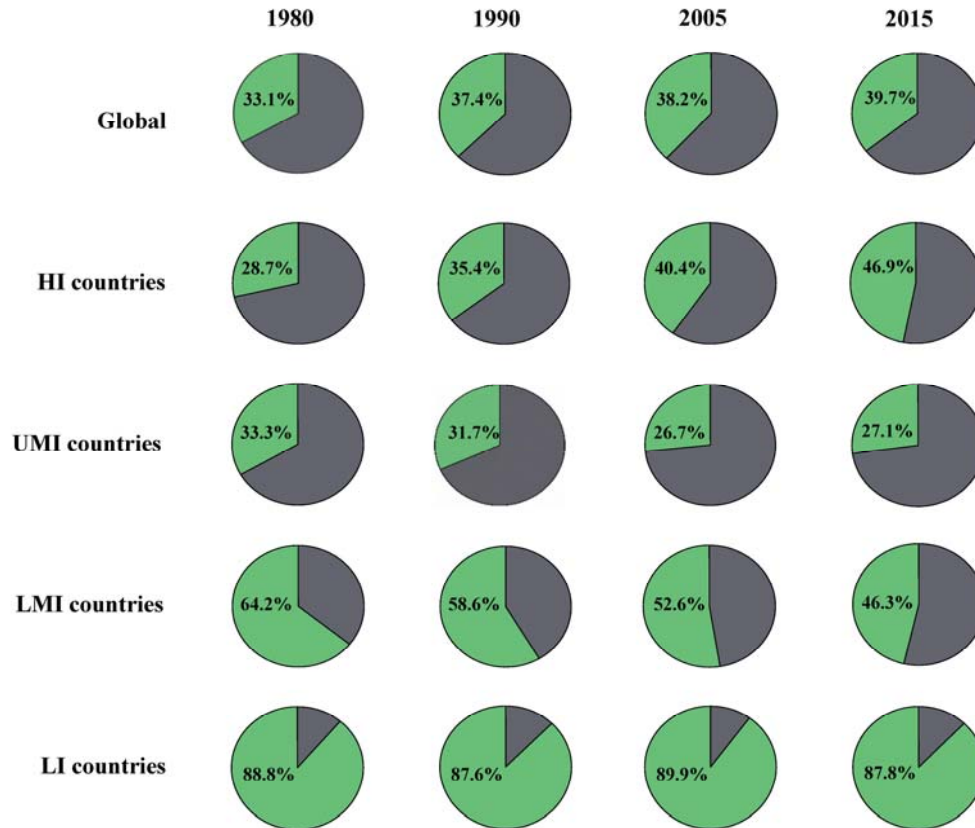 1980 1990 2005 2015
Global 33.1% 37.4% 38.2% 39.7%
HI countries 28.7% 35.4% 40.4% 46.9%
UMI countries 33.3% 31.7% 26.7% 27.1%
LMI countries 64.2% 58.6% 52.6% 46.3%
LI countries 88.8% 87.6% 89.9% 87.8%